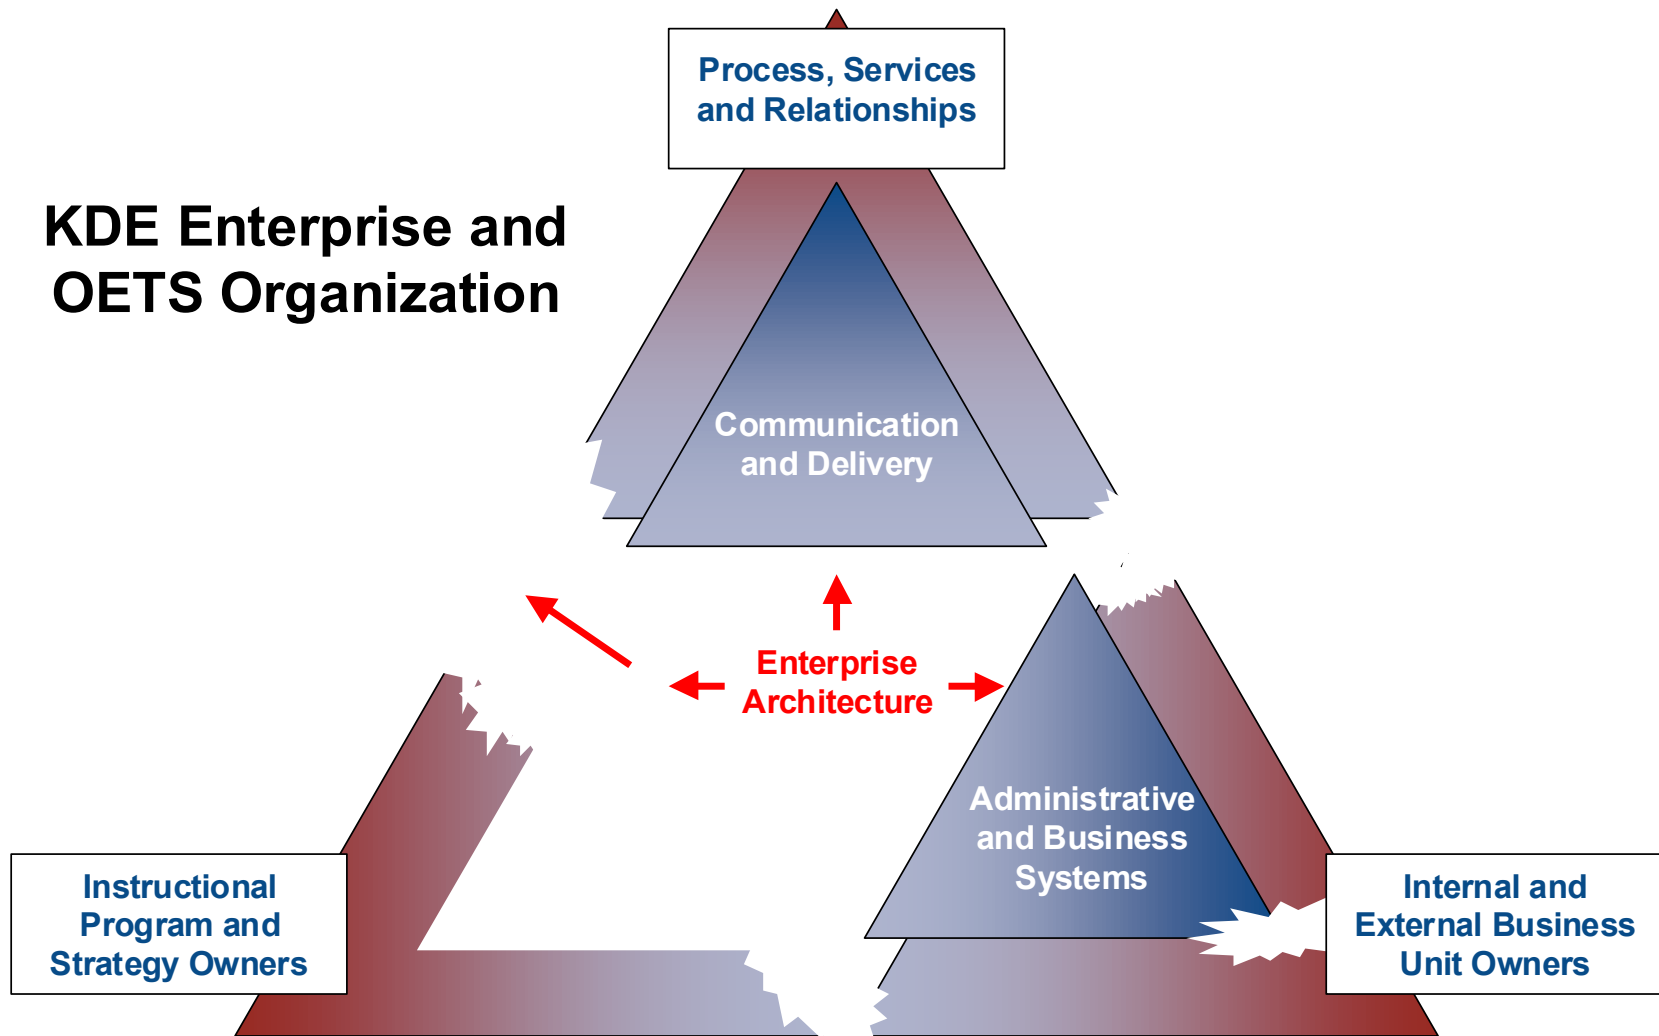 Process, Services
and Relationships
KDE Enterprise and
OETS Organization
Communication
and Delivery
Enterprise
Architecture
Administrative
and Business
Systems
Instructional
Program and
Strategy Owners
Internal and
External Business
Unit Owners